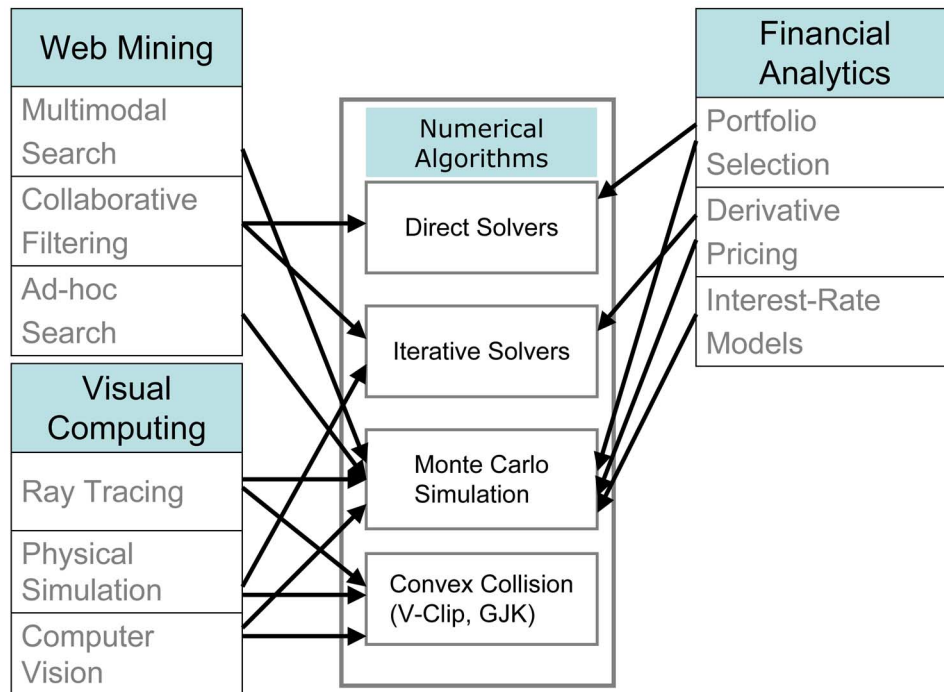 Web Mining
Multimodal
Search
Collaborative
Filtering
Ad-hoc
Search
Visual
Computing
Ray Tracing
Physical
Simulation
Computer
Vision
Numerical
Algorithms
Direct Solvers
Iterative Solvers
Monte Carlo
Simulation
Convex Collision
(V-Clip, GJK)
Financial
Analytics
Portfolio
Selection
Derivative
Pricing
Interest-Rate
Models